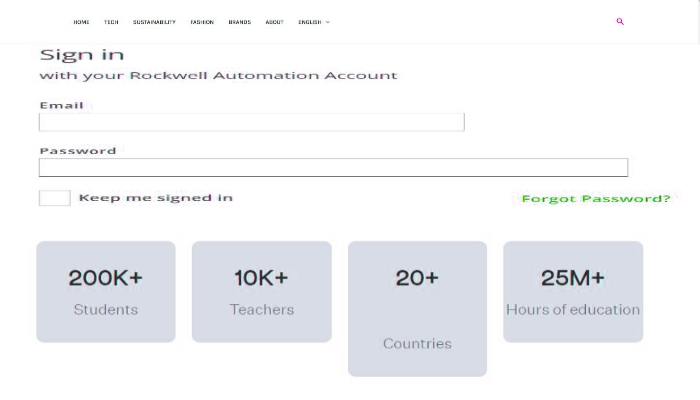 HOME TECH SUSTAINABILITY FASHION BRANDS ABOUT ENGLISH
Sign in
with your Rockwell Automation Account
Email
Password
Keep me signed in Forgot Password?
200K+ 10K+ 20+ 25M+
Students Teachers Hours of education
Countries